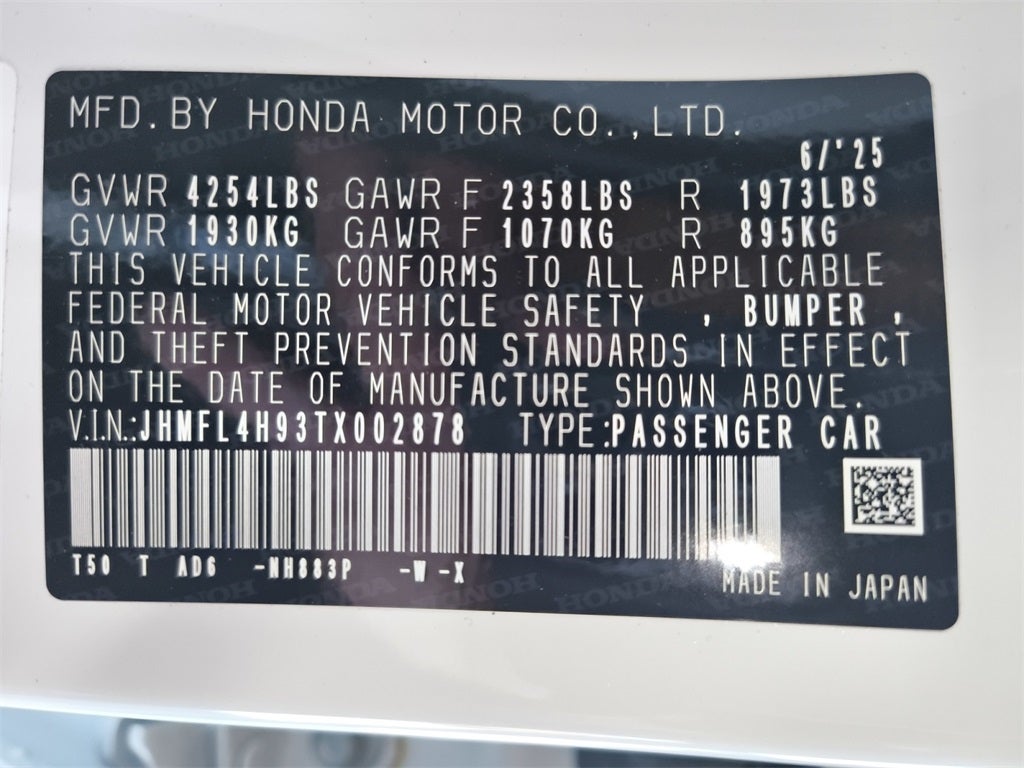 MFD. BY HONDA MOTOR CO., LTD.
6/'25
GVWR 4254LBS GAWR F 2358LBS R 1973LBS
GVWR 1930KG GAWR F 1070KG R 895KG
THIS VEHICLE CONFORMS TO ALL APPLICABLE
FEDERAL MOTOR VEHICLE SAFETY , BUMPER ,
AND THEFT PREVENTION STANDARDS IN EFFECT
ON THE DATE OF MANUFACTURE SHOWN ABOVE.
V.I.N.:JHMFL4H93TX002878 TYPE:PASSENGER CAR
T50 T AD6 -NH883P -W -X
MADE IN JAPAN